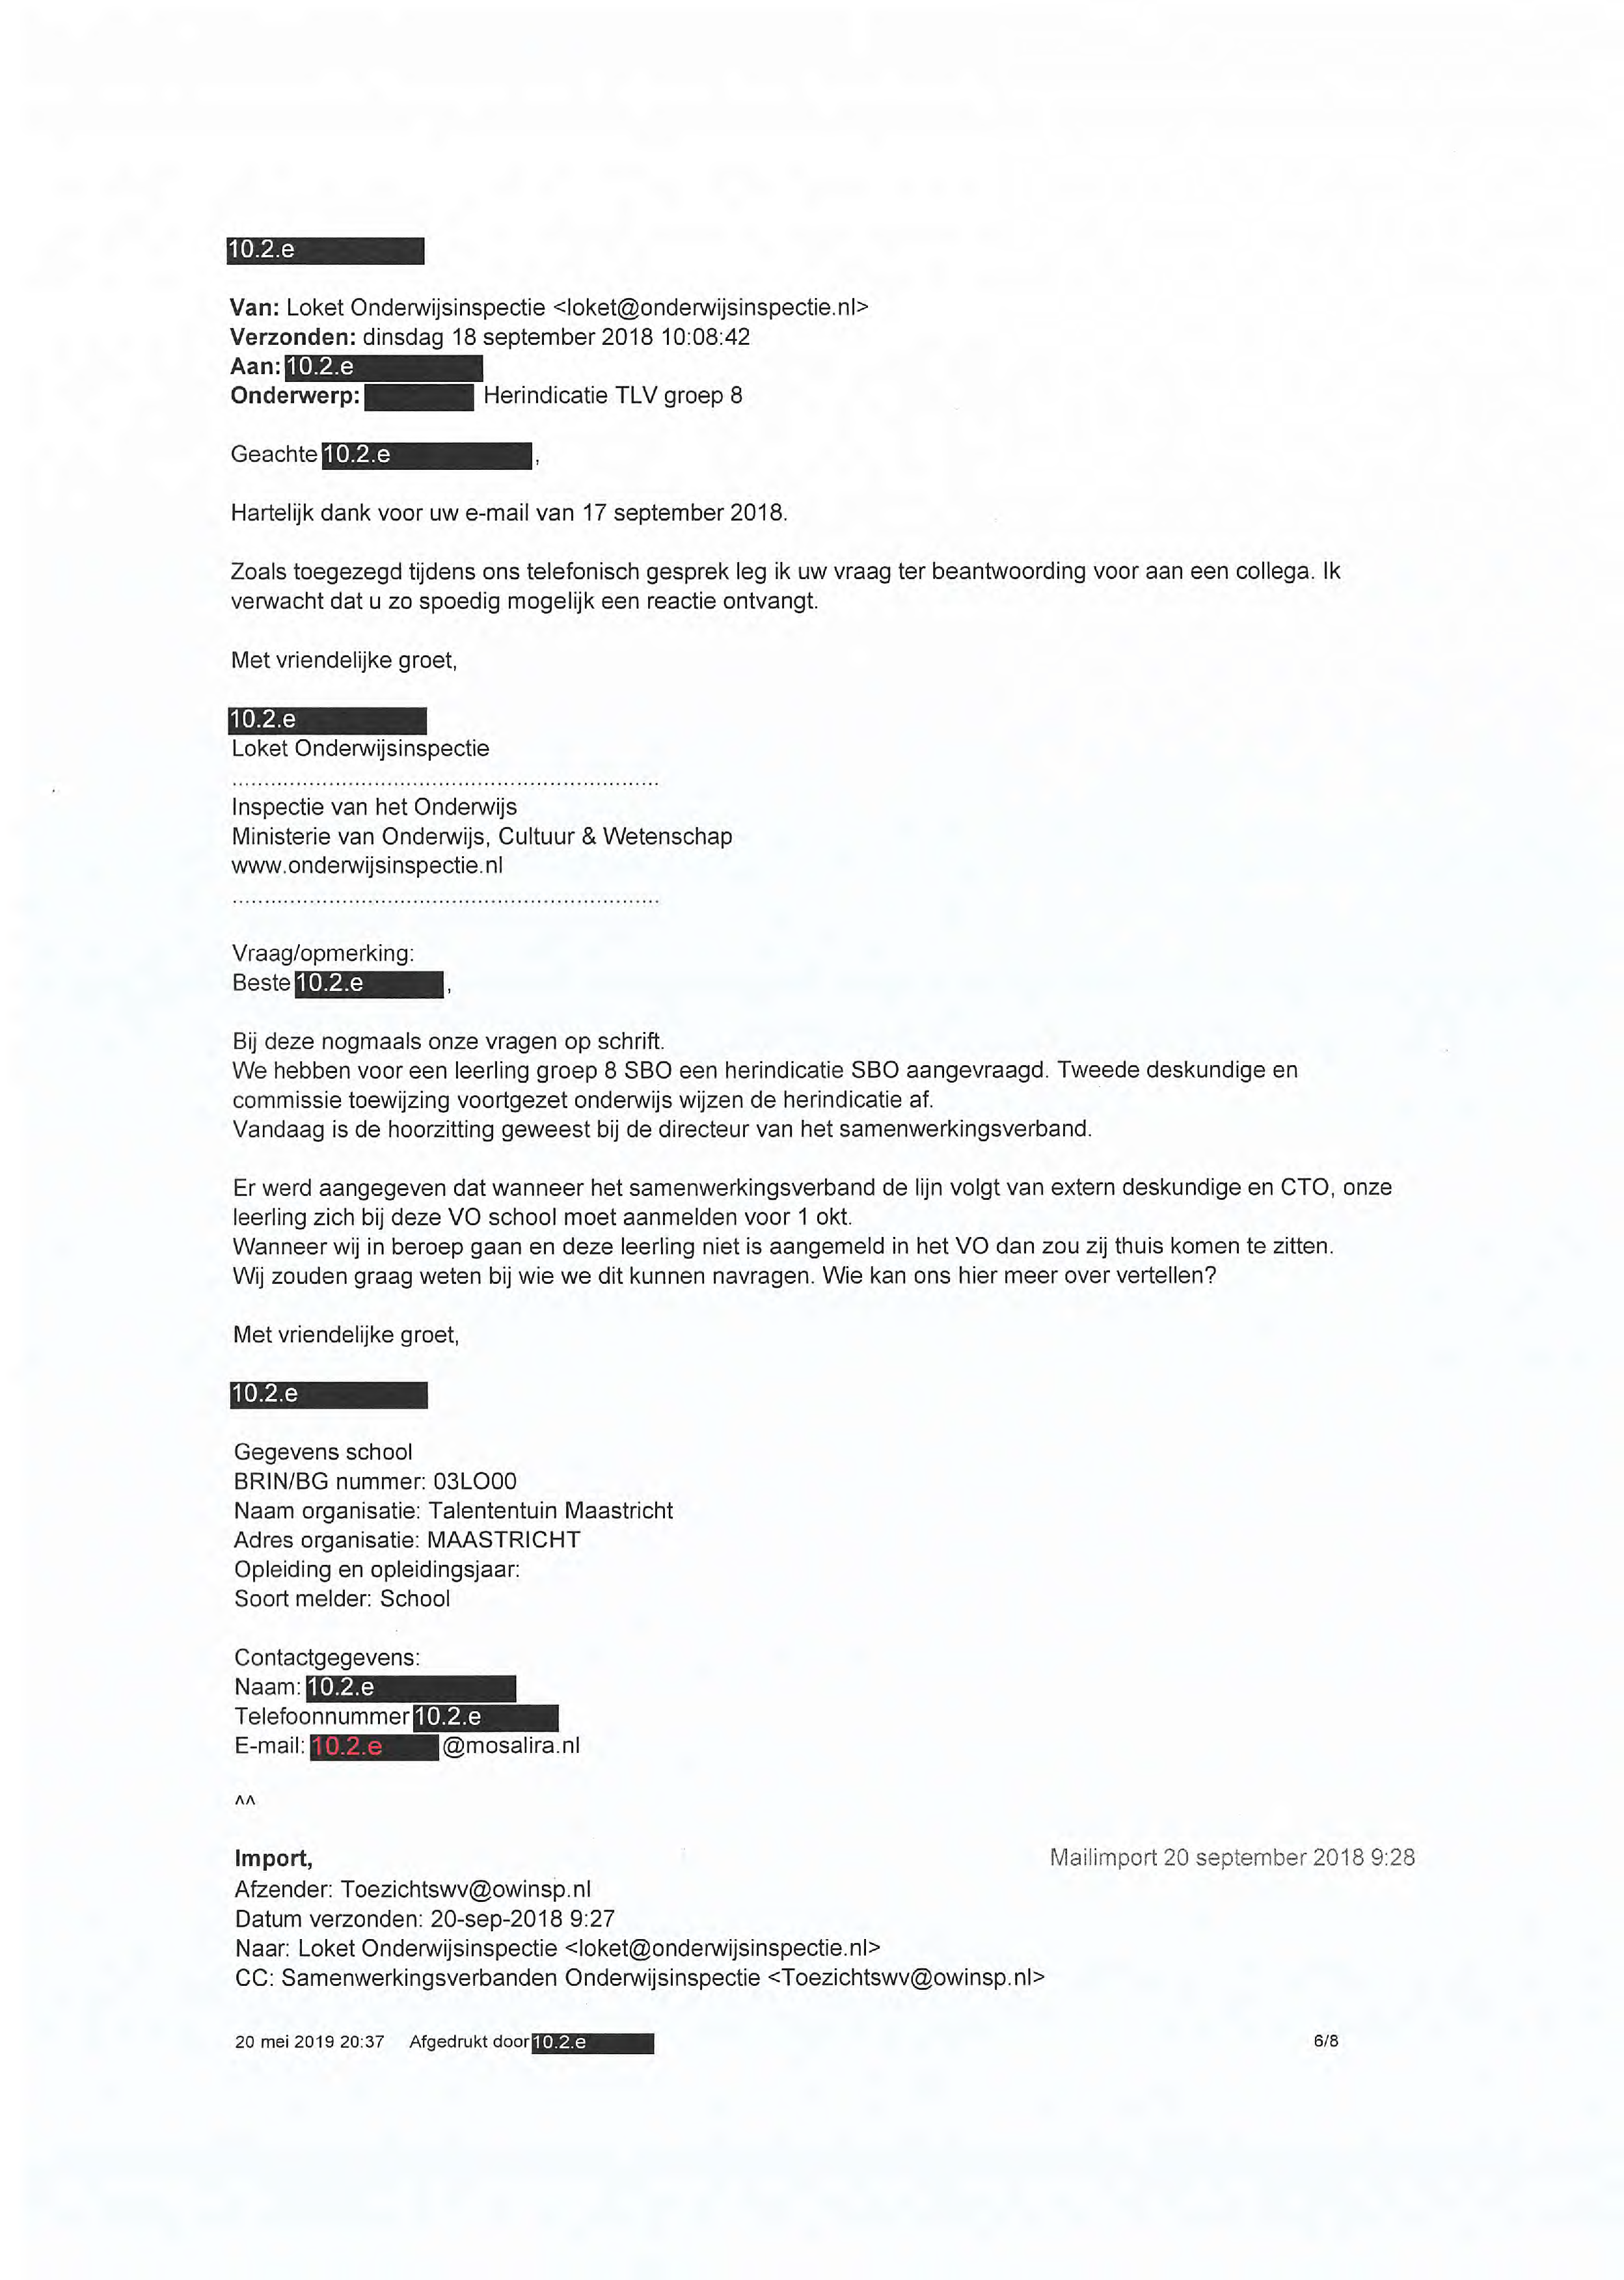 10.2.e
Van: Loket Onderwijsinspectie <loket@onderwijsinspectie.nl>
Verzonden: dinsdag 18 september 2018 10:08:42
Aan: 10.2.e
Onderwerp: Herindicatie TLV groep 8
Geachte 10.2.e ,
Hartelijk dank voor uw e-mail van 17 september 2018.
Zoals toegezegd tijdens ons telefonisch gesprek leg ik uw vraag ter beantwoording voor aan een collega. Ik
verwacht dat u zo spoedig mogelijk een reactie ontvangt.
Met vriendelijke groet,
10.2.e
Loket Onderwijsinspectie
..................................................................
Inspectie van het Onderwijs
Ministerie van Onderwijs, Cultuur & Wetenschap
www.onderwijsinspectie.nl
..................................................................
Vraag/opmerking:
Beste 10.2.e ,
Bij deze nogmaals onze vragen op schrift.
We hebben voor een leerling groep 8 SBO een herindicatie SBO aangevraagd. Tweede deskundige en
commissie toewijzing voortgezet onderwijs wijzen de herindicatie af.
Vandaag is de hoorzitting geweest bij de directeur van het samenwerkingsverband.
Er werd aangegeven dat wanneer het samenwerkingsverband de lijn volgt van extern deskundige en CTO, onze
leerling zich bij deze VO school moet aanmelden voor 1 okt.
Wanneer wij in beroep gaan en deze leerling niet is aangemeld in het VO dan zou zij thuis komen te zitten.
Wij zouden graag weten bij wie we dit kunnen navragen. Wie kan ons hier meer over vertellen?
Met vriendelijke groet,
10.2.e
Gegevens school
BRIN/BG nummer: 03LO00
Naam organisatie: Talententuin Maastricht
Adres organisatie: MAASTRICHT
Opleiding en opleidingsjaar:
Soort melder: School
Contactgegevens:
Naam: 10.2.e
Telefoonnummer 10.2.e
E-mail: 10.2.e @mosalira.nl
^^
Import, Mailimport 20 september 2018 9:28
Afzender: Toezichtswv@owinsp.nl
Datum verzonden: 20-sep-2018 9:27
Naar: Loket Onderwijsinspectie <loket@onderwijsinspectie.nl>
CC: Samenwerkingsverbanden Onderwijsinspectie <Toezichtswv@owinsp.nl>
20 mei 2019 20:37 Afgedrukt door 10.2.e 6/8